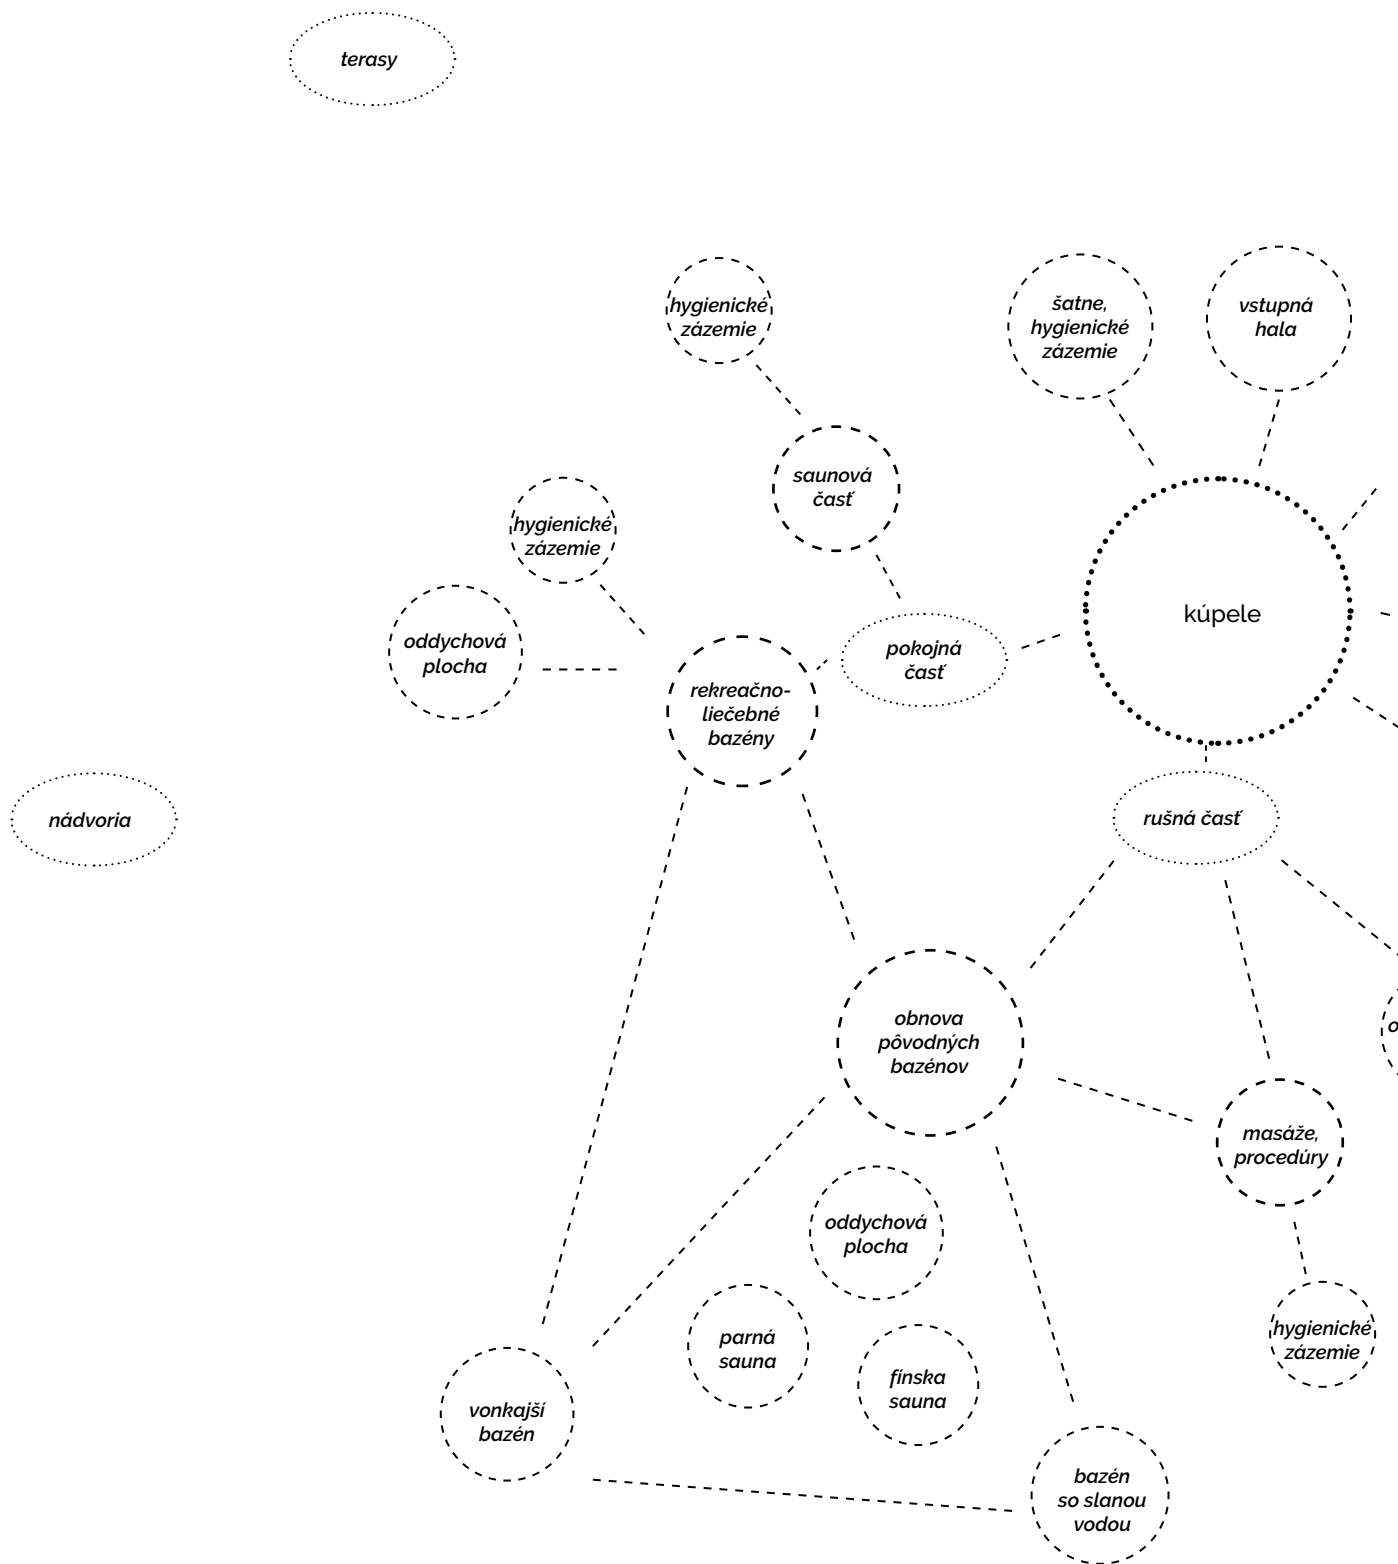 terasy
hygienické
zázemie
šatne,
hygienické
zázemie
vstupná
hala
saunová
časť
hygienické
zázemie
kúpele
oddychová
plocha
pokojná
časť
rekreačno-
liečebné
bazény
nádvoria
rušná časť
obnova
pôvodných
bazénov
masáže,
procedúry
oddychová
plocha
parná
sauna
hygienické
zázemie
fínska
sauna
vonkajší
bazén
bazén
so slanou
vodou